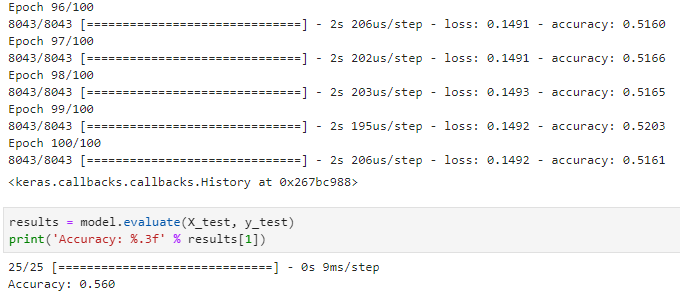 Epoch 96/100
8043/8043 [==============================] - 2s 206us/step - loss: 0.1491 - accuracy: 0.5160
Epoch 97/100
8043/8043 [==============================] - 2s 202us/step - loss: 0.1491 - accuracy: 0.5166
Epoch 98/100
8043/8043 [==============================] - 2s 203us/step - loss: 0.1493 - accuracy: 0.5165
Epoch 99/100
8043/8043 [==============================] - 2s 195us/step - loss: 0.1492 - accuracy: 0.5203
Epoch 100/100
8043/8043 [==============================] - 2s 206us/step - loss: 0.1492 - accuracy: 0.5161
<keras.callbacks.callbacks.History at 0x267bc988>
results = model.evaluate(X_test, y_test)
print('Accuracy: %.3f' % results[1])
25/25 [==============================] - 0s 9ms/step
Accuracy: 0.560